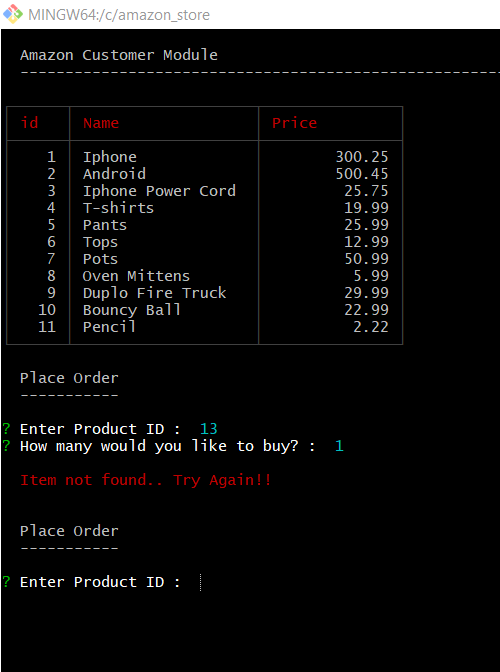 MINGW64:/c/amazon_store
Amazon Customer Module
------------------------------------------------------
id Name Price
1 Iphone 300.25
2 Android 500.45
3 Iphone Power Cord 25.75
4 T-shirts 19.99
5 Pants 25.99
6 Tops 12.99
7 Pots 50.99
8 Oven Mittens 5.99
9 Duplo Fire Truck 29.99
10 Bouncy Ball 22.99
11 Pencil 2.22
Place Order
-----------
? Enter Product ID : 13
? How many would you like to buy? : 1
Item not found.. Try Again!!
Place Order
-----------
? Enter Product ID :